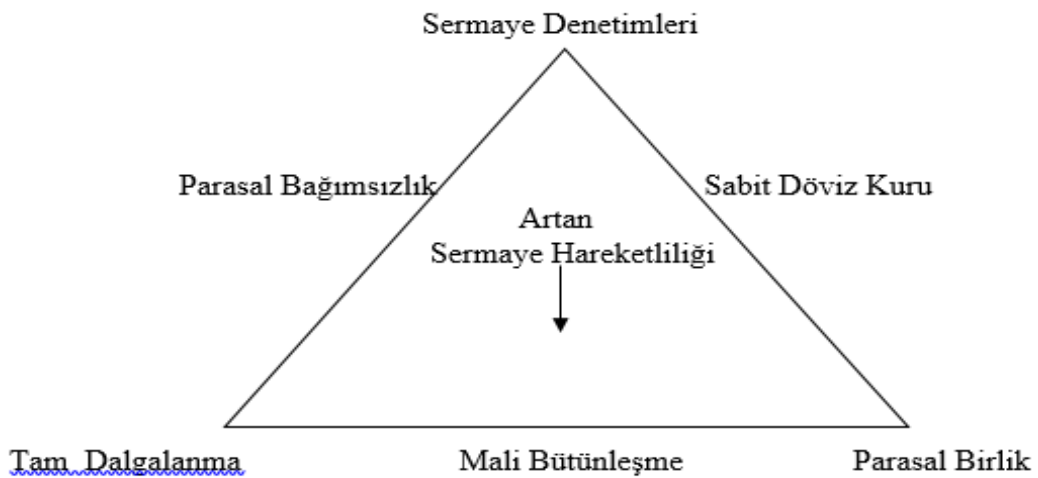 Sermaye Denetimleri
Parasal Bağımsızlık
Sabit Döviz Kuru
Artan
Sermaye Hareketliliği
Tam Dalgalanma
Mali Bütünleşme
Parasal Birlik